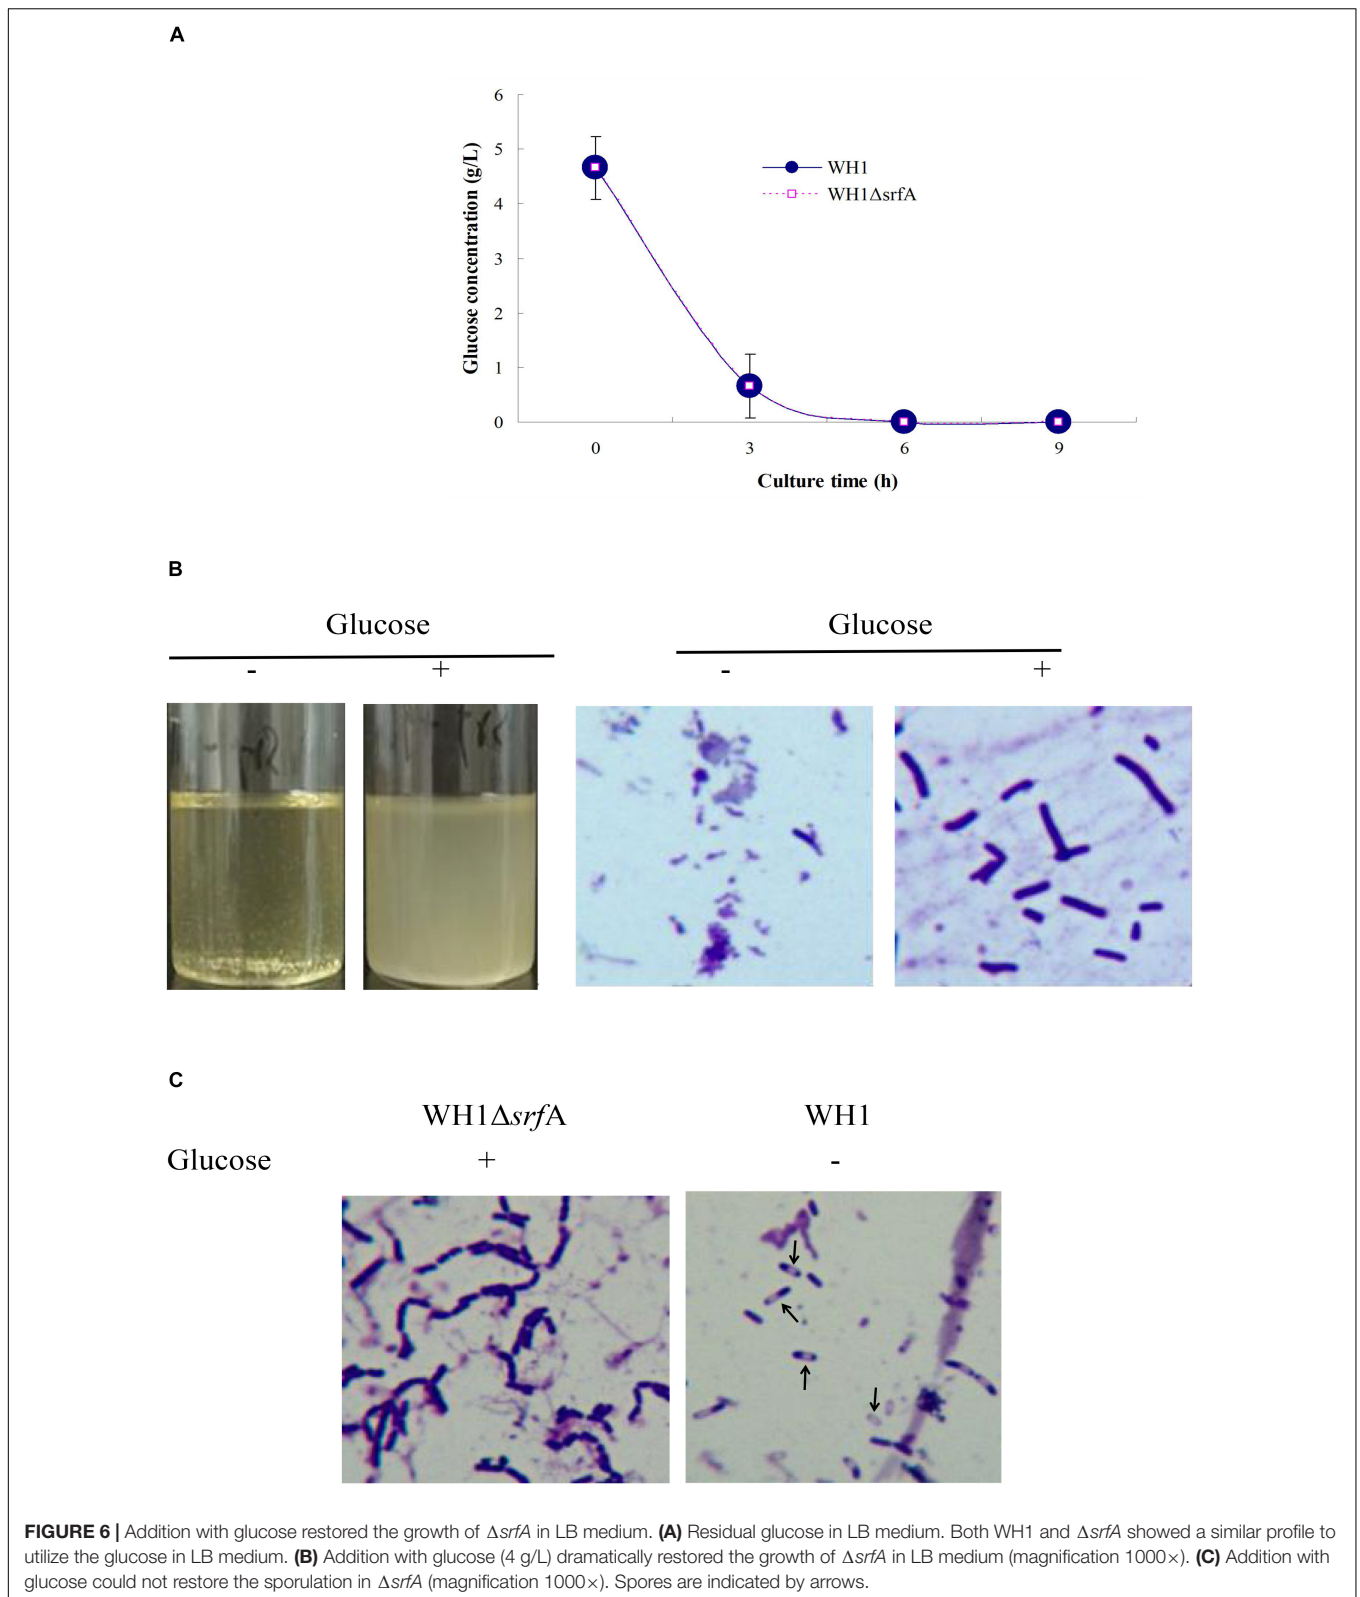 A
6
5
4
3
2
1
0
Glucose concentration (g/L)
WH1
WH1ΔsrfA
0 3 6 9
Culture time (h)
B
Glucose Glucose
- + - +
C
WH1ΔsrfA WH1
Glucose + -
FIGURE 6 | Addition with glucose restored the growth of ΔsrfA in LB medium. (A) Residual glucose in LB medium. Both WH1 and ΔsrfA showed a similar profile to
utilize the glucose in LB medium. (B) Addition with glucose (4 g/L) dramatically restored the growth of ΔsrfA in LB medium (magnification 1000×). (C) Addition with
glucose could not restore the sporulation in ΔsrfA (magnification 1000×). Spores are indicated by arrows.